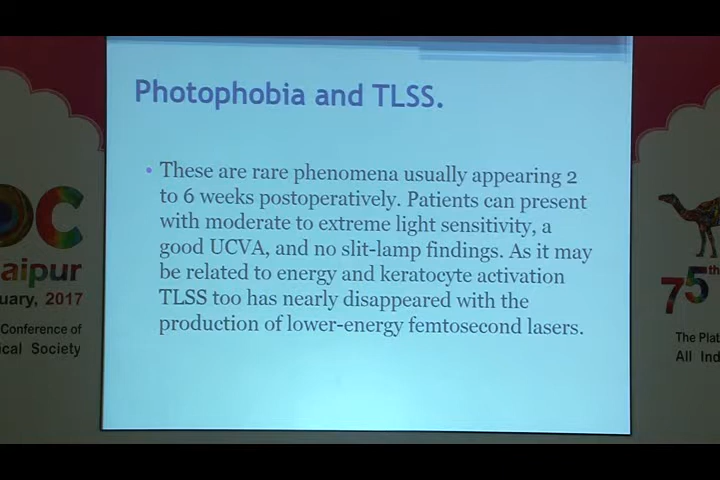 Photophobia and TLSS.
• These are rare phenomena usually appearing 2
to 6 weeks postoperatively. Patients can present
with moderate to extreme light sensitivity, a
good UCVA, and no slit-lamp findings. As it may
be related to energy and keratocyte activation
TLSS too has nearly disappeared with the
production of lower-energy femtosecond lasers.
OC
aipur
uary, 2017
Conference of
ical Society
75th
The Plat
All Ind